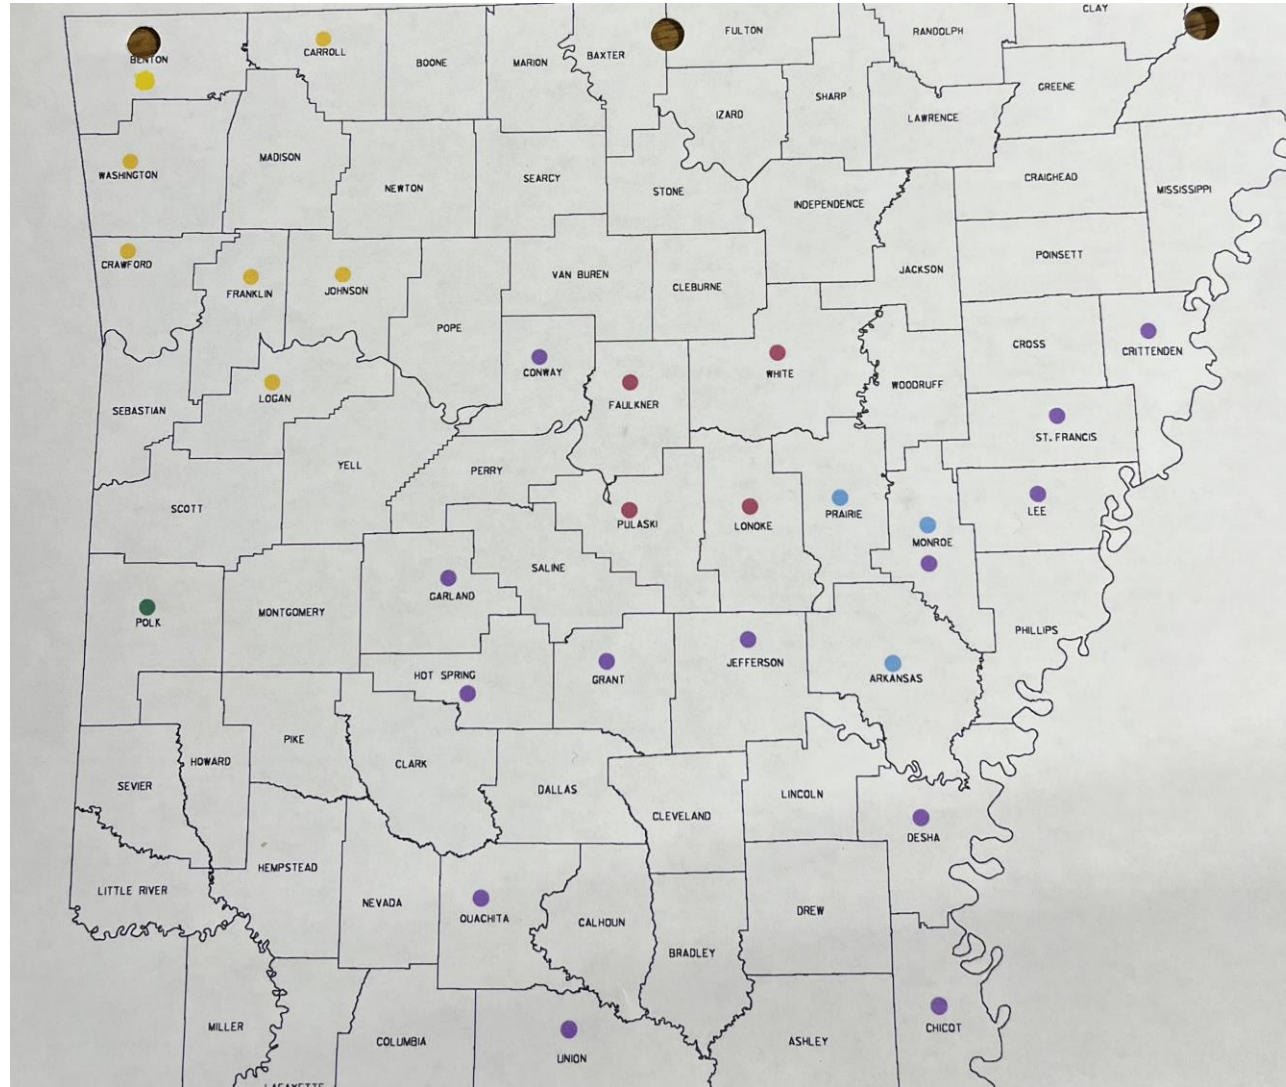 CLAY
FULTON
RANDOLPH
BENTON
CARROLL
BOONE
MARION
BAXTER
SHARP
GREENE
IZARD
LAWRENCE
WASHINGTON
MADISON
NEWTON
SEARCY
STONE
INDEPENDENCE
CRAIGHEAD
MISSISSIPPI
CRAWFORD
FRANKLIN
JOHNSON
VAN BUREN
CLEBURNE
JACKSON
POINSETT
POPE
CONWAY
WHITE
CROSS
CRITTENDEN
SEBASTIAN
LOGAN
FAULKNER
WOODRUFF
ST. FRANCIS
SCOTT
YELL
PERRY
PULASKI
LONOKE
PRAIRIE
MONROE
LEE
POLK
MONTGOMERY
GARLAND
SALINE
PHILLIPS
HOT SPRING
GRANT
JEFFERSON
ARKANSAS
SEVIER
HOWARD
PIKE
CLARK
DALLAS
CLEVELAND
LINCOLN
DESHA
LITTLE RIVER
HEMPSTEAD
NEVADA
OUACHITA
CALHOUN
BRADLEY
DREW
MILLER
COLUMBIA
UNION
ASHLEY
CHICOT
LAFAYETTE